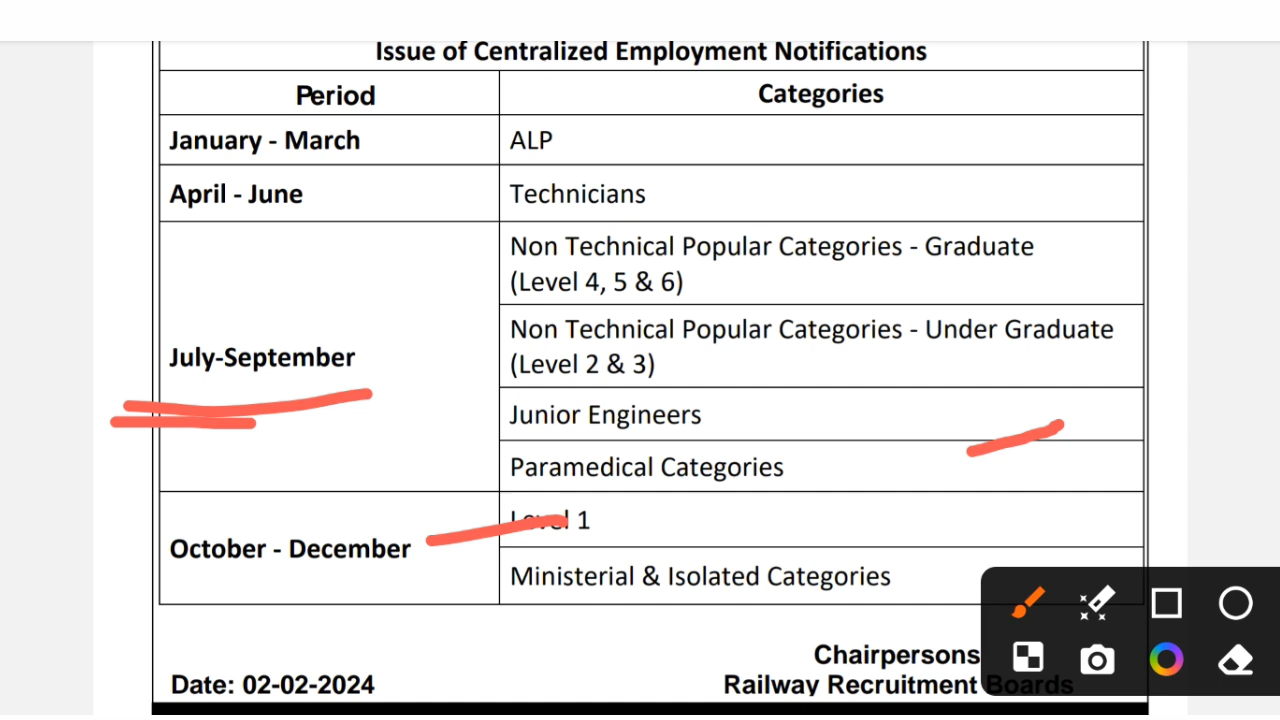 Issue of Centralized Employment Notifications
Period Categories
January - March ALP
April - June Technicians
Non Technical Popular Categories - Graduate
(Level 4, 5 & 6)
Non Technical Popular Categories - Under Graduate
(Level 2 & 3)
July-September
Junior Engineers
Paramedical Categories
Level 1
October - December
Ministerial & Isolated Categories
Chairpersons
Date: 02-02-2024 Railway Recruitment Boards